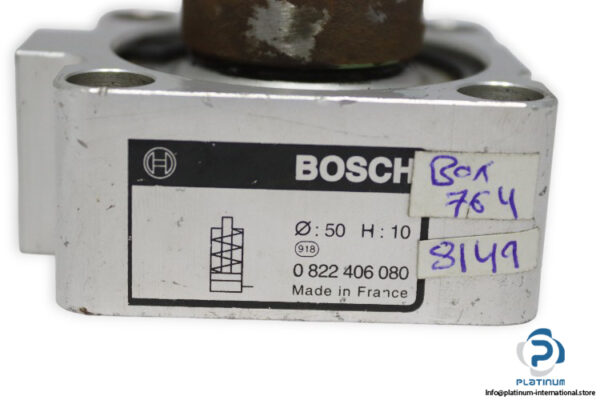 BOSCH
Box
764
Ø : 50 H : 10
918
8149
0 822 406 080
Made in France
PLATINUM
Info@platinum-international.store